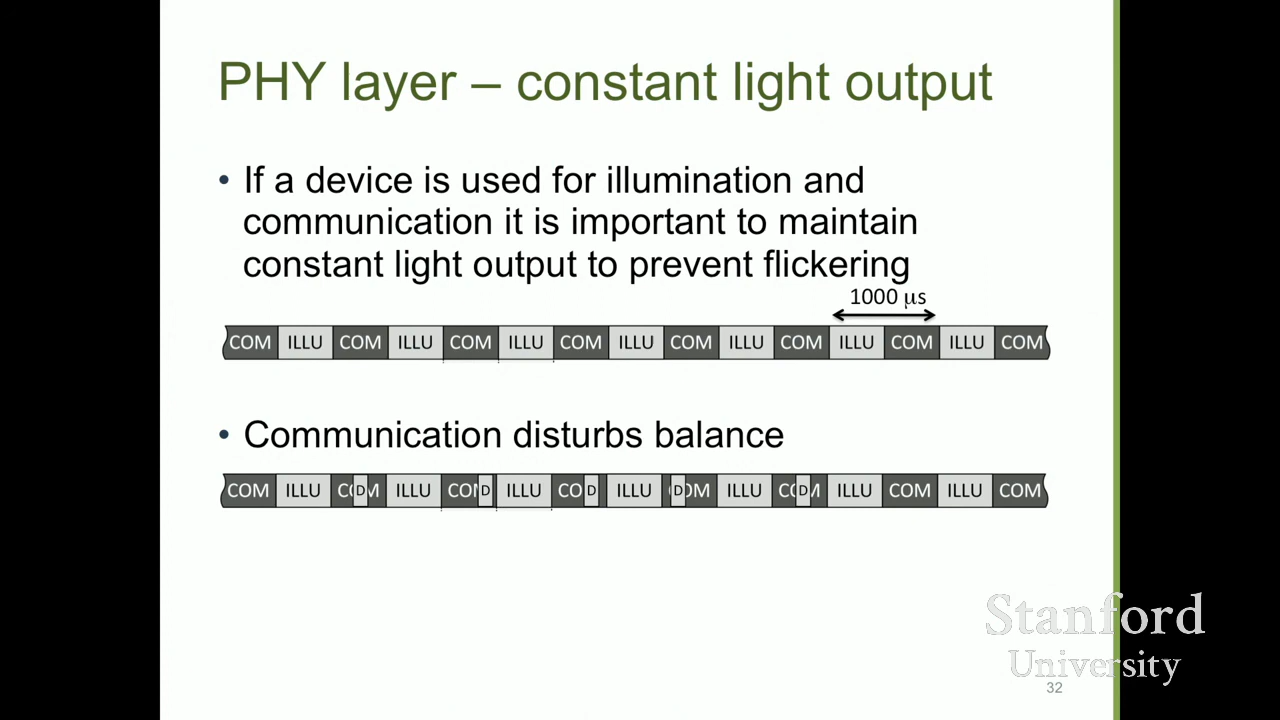 PHY layer – constant light output
• If a device is used for illumination and
communication it is important to maintain
constant light output to prevent flickering
1000 μs
COM ILLU COM ILLU COM ILLU COM ILLU COM ILLU COM ILLU COM ILLU COM
• Communication disturbs balance
COM ILLU C D M ILLU CO D ILLU CO D ILLU D OM ILLU C D M ILLU COM ILLU COM
Stanford
University
32